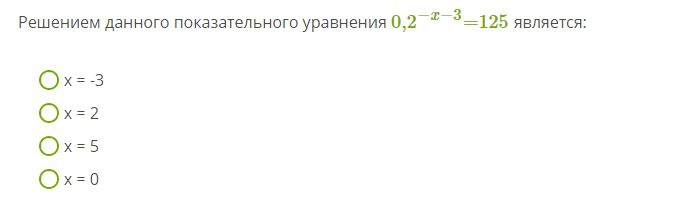 Решением данного показательного уравнения 0,2^{−x−3}=125 является:
x = -3
x = 2
x = 5
x = 0